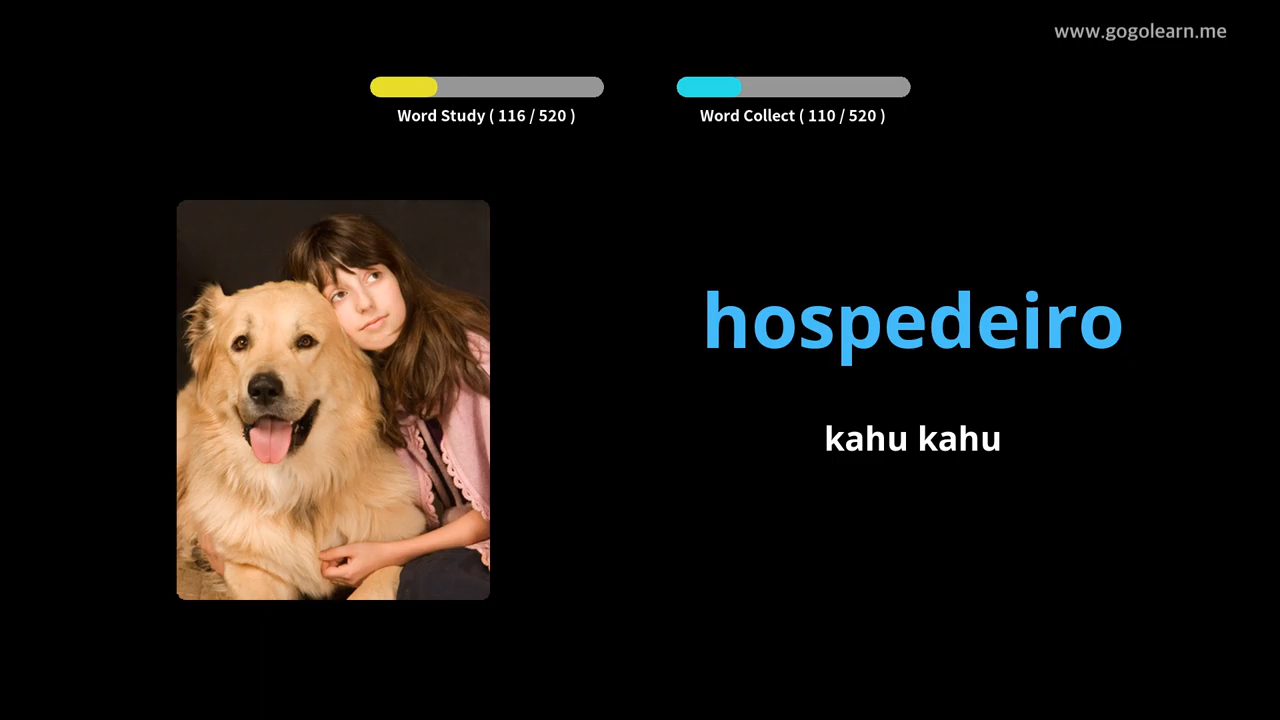 www.gogolearn.me
Word Study ( 116 / 520 )
Word Collect ( 110 / 520 )
hospedeiro
kahu kahu